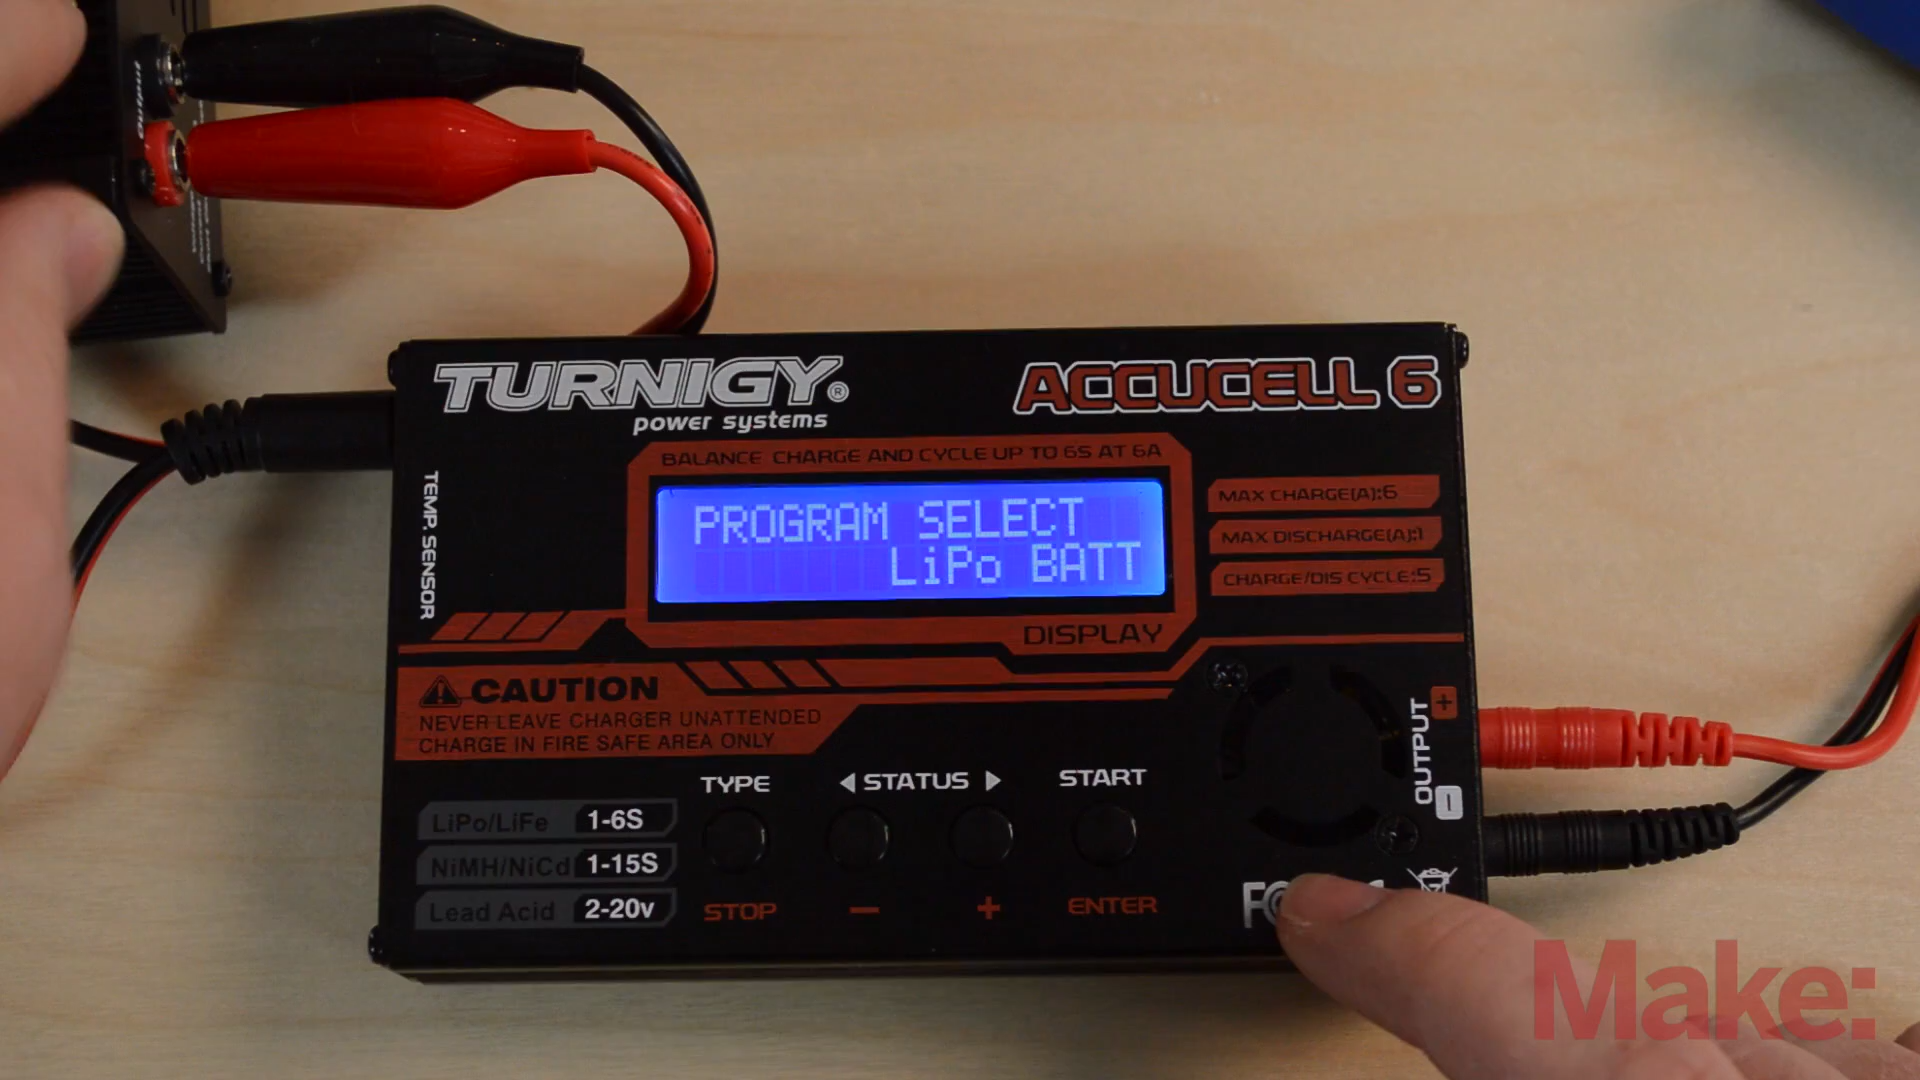 Output
TURNIGY®
power systems
ACCUCELL 6
BALANCE CHARGE AND CYCLE UP TO 6S AT 6A
PROGRAM SELECT
LiPo BATT
DISPLAY
MAX CHARGE(A):6
MAX DISCHARGE(A):1
CHARGE/DIS CYCLE:5
TEMP. SENSOR
CAUTION
NEVER LEAVE CHARGER UNATTENDED
CHARGE IN FIRE SAFE AREA ONLY
LiPo/LiFe 1-6S
NiMH/NiCd 1-15S
Lead Acid 2-20v
TYPE
STATUS
START
STOP
−
+
ENTER
OUTPUT
+
−
Make: